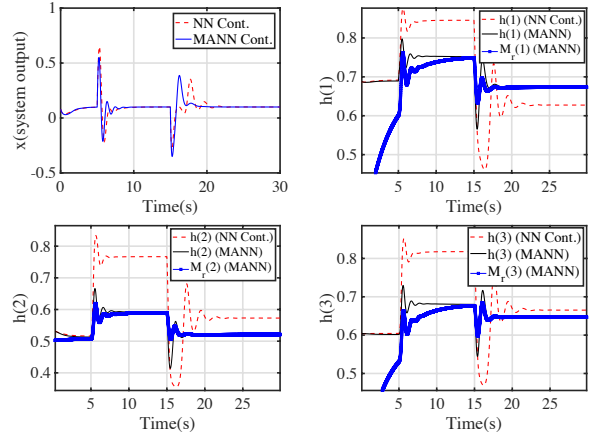 NN Cont.
MANN Cont.
x(system output)
1
0.5
0
-0.5
0 10 20 30
Time(s)
h(1) (NN Cont.)
h(1) (MANN)
M_r(1) (MANN)
h(1)
0.8
0.7
0.6
0.5
5 10 15 20 25
Time(s)
h(2) (NN Cont.)
h(2) (MANN)
M_r(2) (MANN)
h(2)
0.8
0.7
0.6
0.5
0.4
5 10 15 20 25
Time(s)
h(3) (NN Cont.)
h(3) (MANN)
M_r(3) (MANN)
h(3)
0.8
0.7
0.6
0.5
5 10 15 20 25
Time(s)